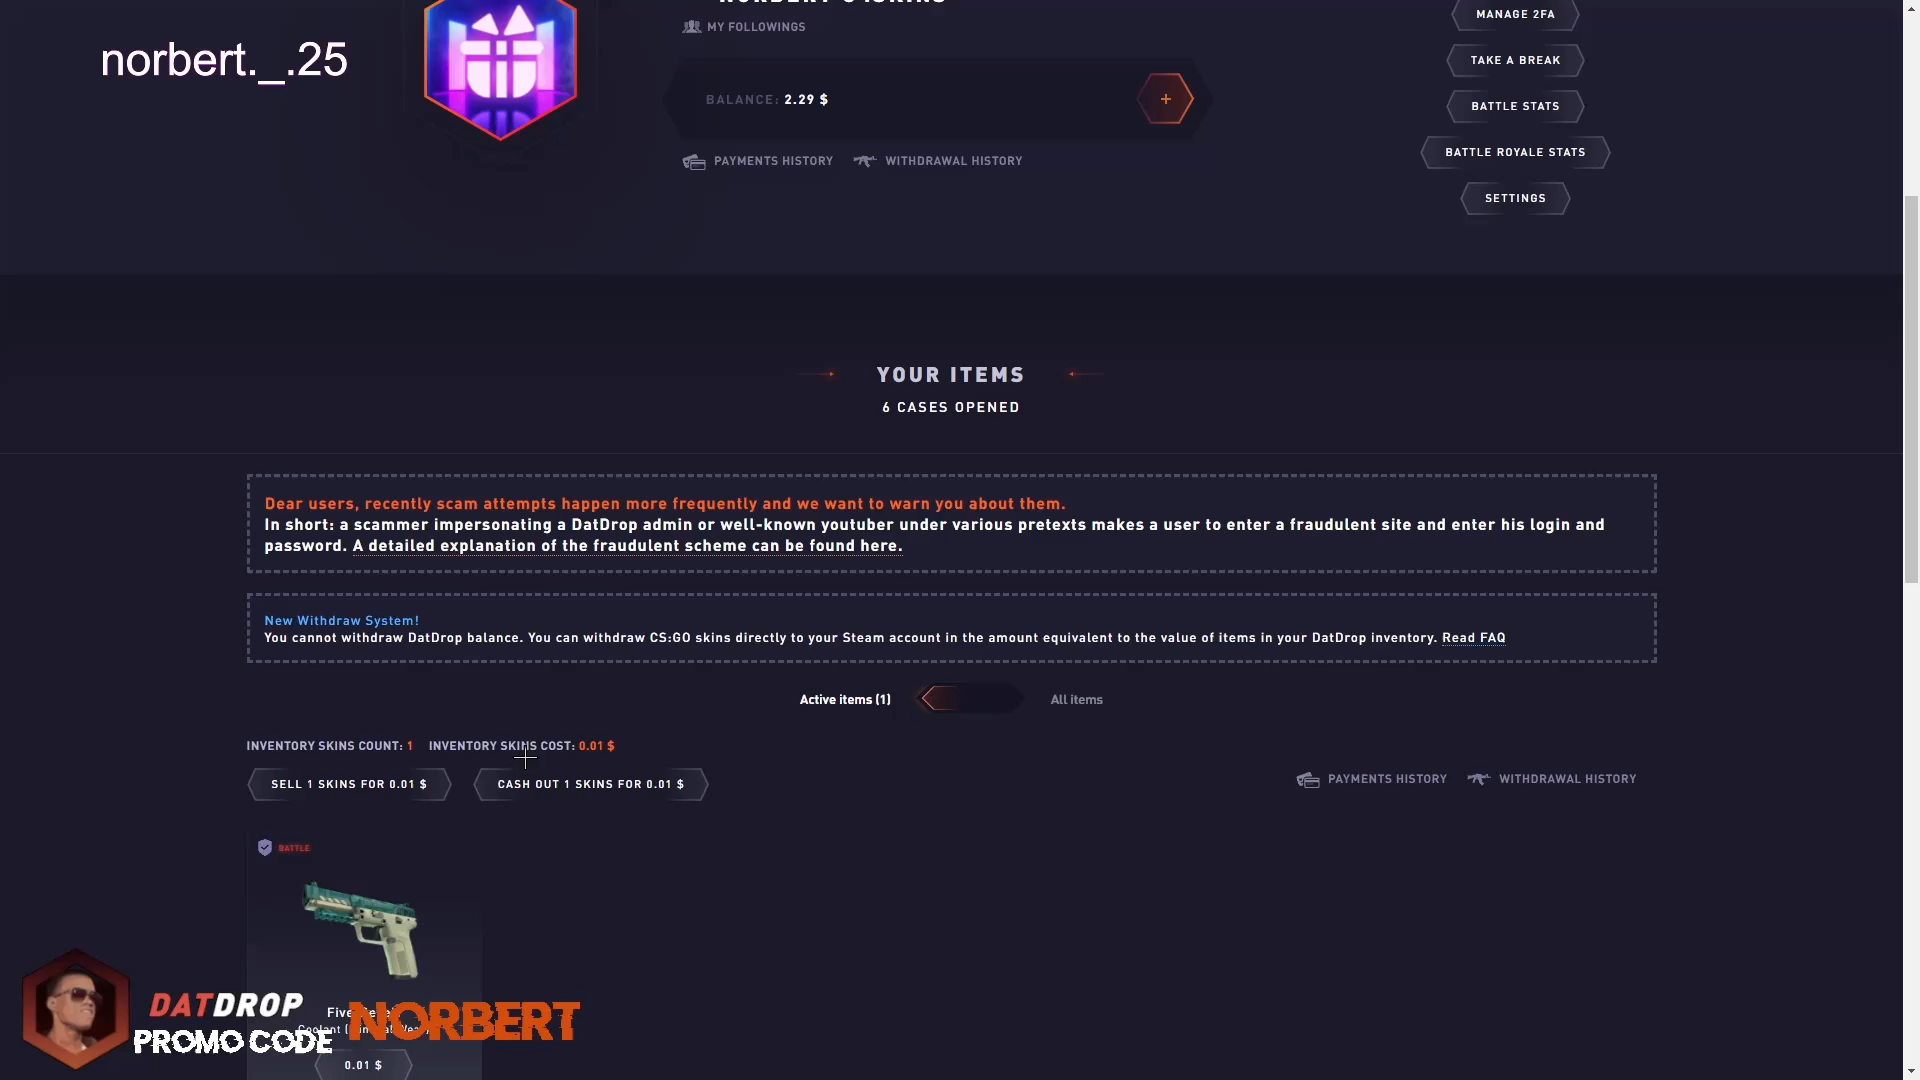 norbert._.25
MY FOLLOWINGS
BALANCE: 2.29 $
+
PAYMENTS HISTORY
WITHDRAWAL HISTORY
MANAGE 2FA
TAKE A BREAK
BATTLE STATS
BATTLE ROYALE STATS
SETTINGS
YOUR ITEMS
6 CASES OPENED
Dear users, recently scam attempts happen more frequently and we want to warn you about them.
In short: a scammer impersonating a DatDrop admin or well-known youtuber under various pretexts makes a user to enter a fraudulent site and enter his login and
password. A detailed explanation of the fraudulent scheme can be found here.
New Withdraw System!
You cannot withdraw DatDrop balance. You can withdraw CS:GO skins directly to your Steam account in the amount equivalent to the value of items in your DatDrop inventory. Read FAQ
Active items (1)
All items
INVENTORY SKINS COUNT: 1 INVENTORY SKINS COST: 0.01 $
SELL 1 SKINS FOR 0.01 $
CASH OUT 1 SKINS FOR 0.01 $
PAYMENTS HISTORY
WITHDRAWAL HISTORY
BATTLE
Coolant
0.01 $
DATDROP
PROMO CODE
NORBERT